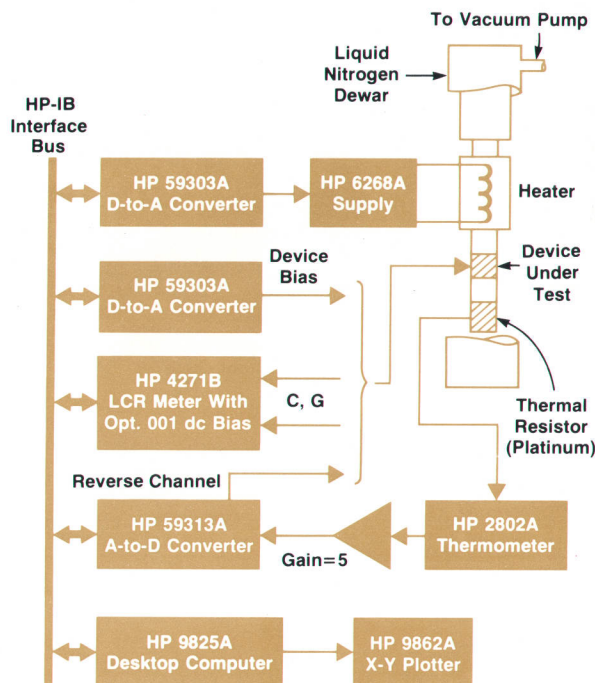 To Vacuum Pump
Liquid
Nitrogen
Dewar
HP-IB
Interface
Bus
HP 59303A
D-to-A Converter
HP 6268A
Supply
Heater
Device
Bias
HP 59303A
D-to-A Converter
Device
Under
Test
HP 4271B
LCR Meter With
Opt. 001 dc Bias
C, G
Thermal
Resistor
(Platinum)
Reverse Channel
HP 59313A
A-to-D Converter
Gain=5
HP 2802A
Thermometer
HP 9825A
Desktop Computer
HP 9862A
X-Y Plotter